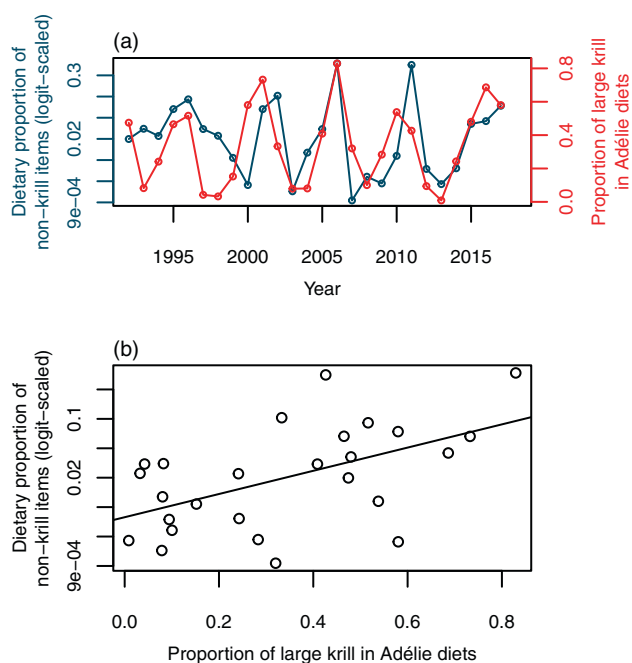 (a)
Dietary proportion of
non−krill items (logit−scaled)
0.3
0.02
9e−04
0.8
0.4
0.0
Proportion of large krill
in Adélie diets
1995 2000 2005 2010 2015
Year
(b)
Dietary proportion of
non−krill items (logit−scaled)
0.1
0.02
9e−04
0.0 0.2 0.4 0.6 0.8
Proportion of large krill in Adélie diets